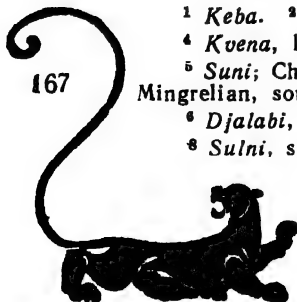 ¹ Keba. ²
⁴ Kvena,
167
⁵ Suni; Ch
Mingrelian, so
⁶ Djalabi,
⁸ Sulni, s